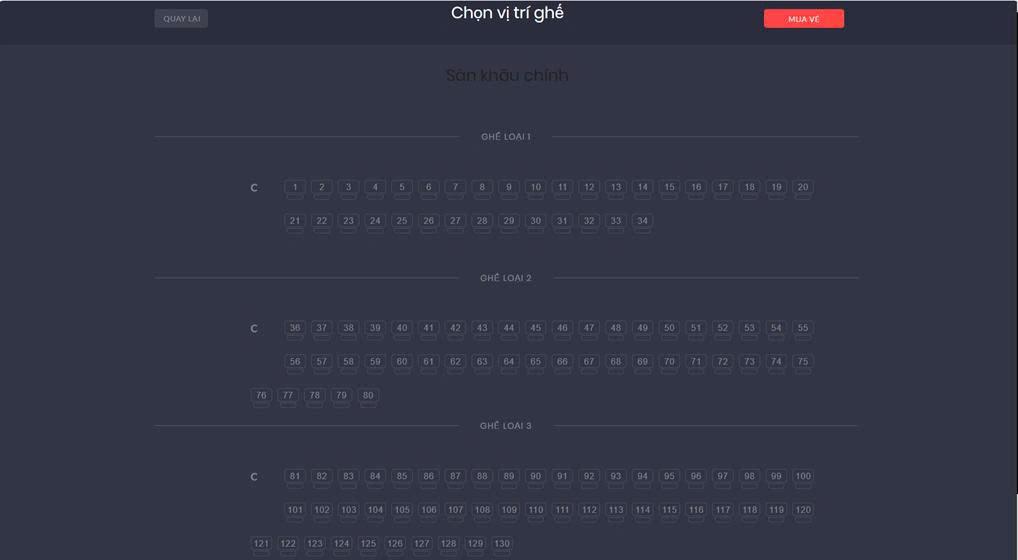 QUAY LẠI
Chọn vị trí ghế
MUA VÉ
Sân khấu chính
GHẾ LOẠI 1
C 1 2 3 4 5 6 7 8 9 10 11 12 13 14 15 16 17 18 19 20
21 22 23 24 25 26 27 28 29 30 31 32 33 34
GHẾ LOẠI 2
C 36 37 38 39 40 41 42 43 44 45 46 47 48 49 50 51 52 53 54 55
56 57 58 59 60 61 62 63 64 65 66 67 68 69 70 71 72 73 74 75
76 77 78 79 80
GHẾ LOẠI 3
C 81 82 83 84 85 86 87 88 89 90 91 92 93 94 95 96 97 98 99 100
101 102 103 104 105 106 107 108 109 110 111 112 113 114 115 116 117 118 119 120
121 122 123 124 125 126 127 128 129 130